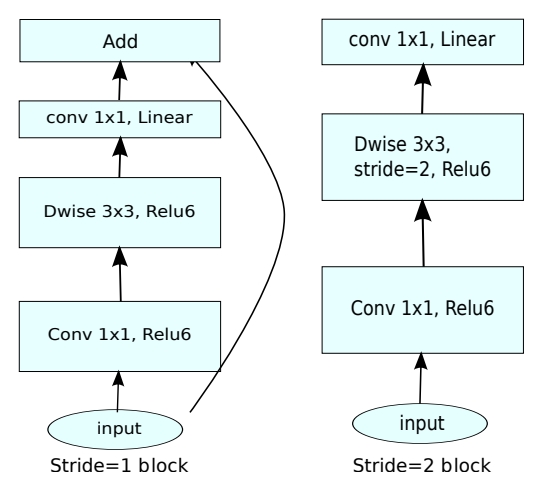 Add
conv 1x1, Linear
Dwise 3x3, Relu6
Conv 1x1, Relu6
input
Stride=1 block
conv 1x1, Linear
Dwise 3x3,
stride=2, Relu6
Conv 1x1, Relu6
input
Stride=2 block